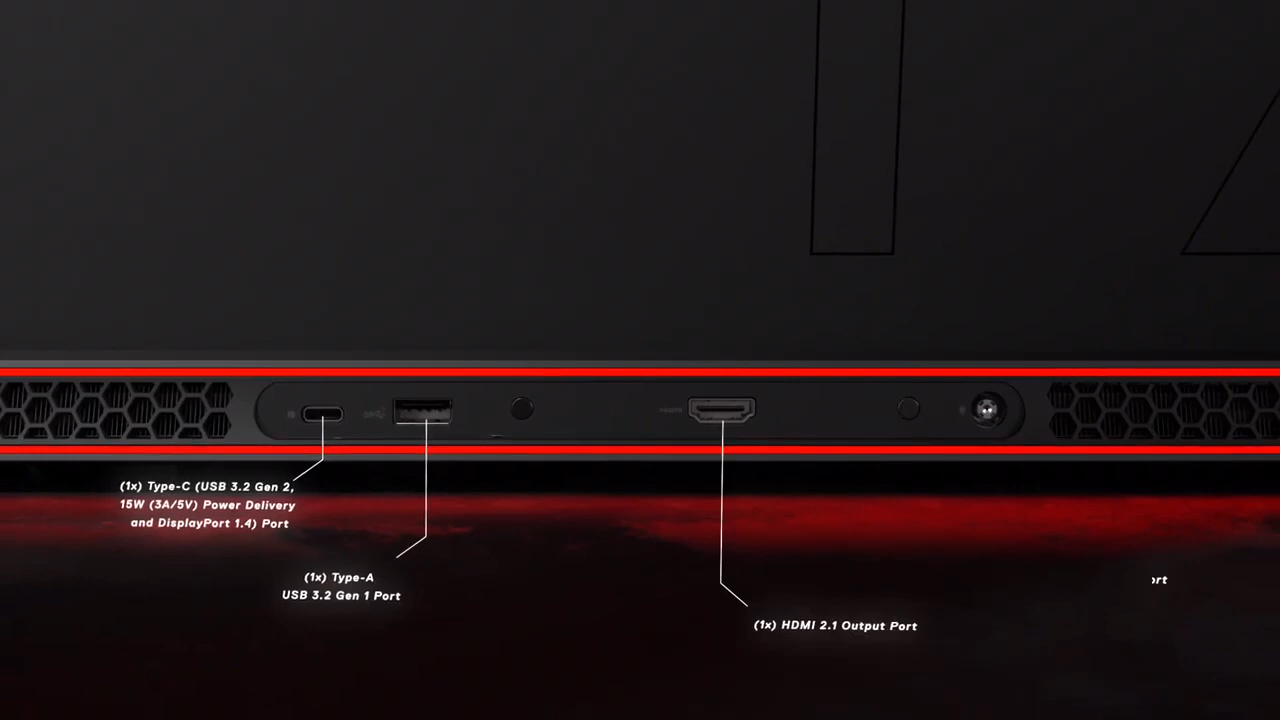 (1x) Type-C (USB 3.2 Gen 2,
15W (3A/5V) Power Delivery
and DisplayPort 1.4) Port
(1x) Type-A
USB 3.2 Gen 1 Port
(1x) HDMI 2.1 Output Port
ort